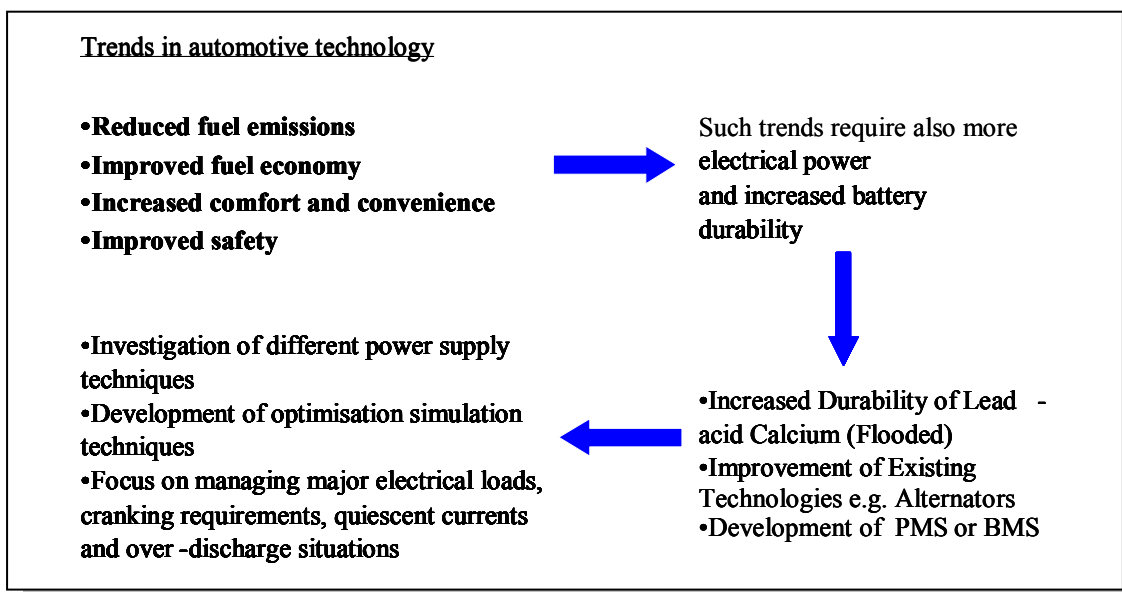 Trends in automotive technology
•Reduced fuel emissions
•Improved fuel economy
•Increased comfort and convenience
•Improved safety
Such trends require also more
electrical power
and increased battery
durability
•Increased Durability of Lead -
acid Calcium (Flooded)
•Improvement of Existing
Technologies e.g. Alternators
•Development of PMS or BMS
•Investigation of different power supply
techniques
•Development of optimisation simulation
techniques
•Focus on managing major electrical loads,
cranking requirements, quiescent currents
and over -discharge situations